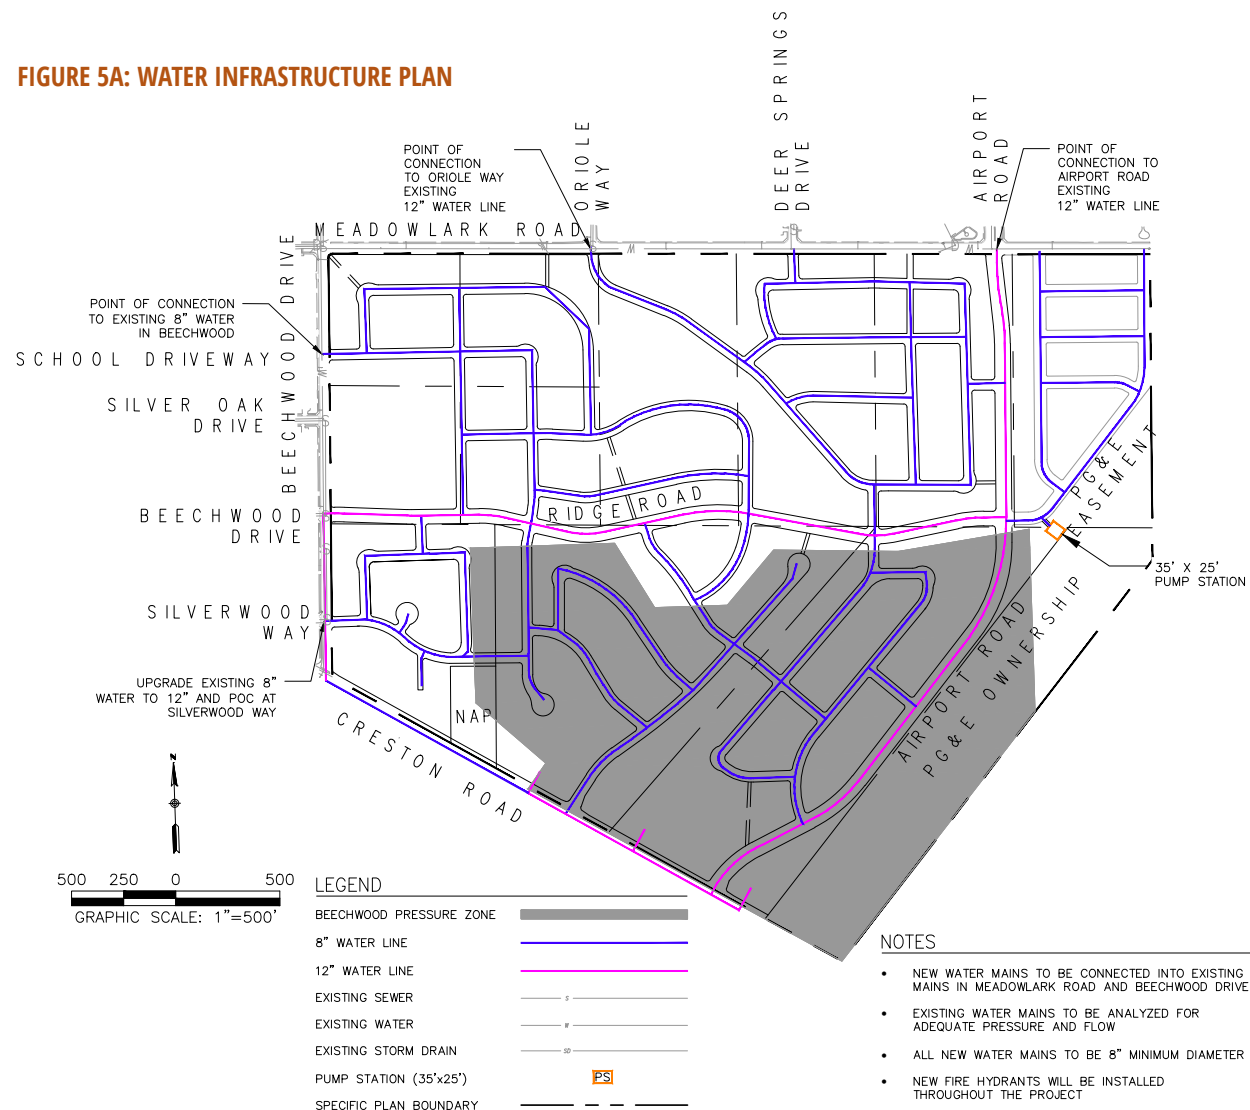 FIGURE 5A: WATER INFRASTRUCTURE PLAN
POINT OF
CONNECTION
TO ORIOLE WAY
EXISTING
12" WATER LINE
ORIOLE
WAY
DEER SPRINGS
DRIVE
AIRPORT
ROAD
POINT OF
CONNECTION TO
AIRPORT ROAD
EXISTING
12" WATER LINE
MEADOWLARK ROAD
W
W
BEECHWOOD DRIVE
POINT OF CONNECTION
TO EXISTING 8" WATER
IN BEECHWOOD
SCHOOL DRIVEWAY
W
SILVER OAK
DRIVE
S
BEECHWOOD
DRIVE
RIDGE ROAD
PG&E
EASEMENT
35' X 25'
PUMP STATION
SILVERWOOD
WAY
UPGRADE EXISTING 8"
WATER TO 12" AND POC AT
SILVERWOOD WAY
NAP
CRESTON ROAD
AIRPORT ROAD
PG&E OWNERSHIP
N
500 250 0 500
GRAPHIC SCALE: 1"=500'
LEGEND
BEECHWOOD PRESSURE ZONE
8" WATER LINE
12" WATER LINE
EXISTING SEWER
S
EXISTING WATER
W
EXISTING STORM DRAIN
SD
PUMP STATION (35'x25')
PS
SPECIFIC PLAN BOUNDARY
NOTES
• NEW WATER MAINS TO BE CONNECTED INTO EXISTING
MAINS IN MEADOWLARK ROAD AND BEECHWOOD DRIVE
• EXISTING WATER MAINS TO BE ANALYZED FOR
ADEQUATE PRESSURE AND FLOW
• ALL NEW WATER MAINS TO BE 8" MINIMUM DIAMETER
• NEW FIRE HYDRANTS WILL BE INSTALLED
THROUGHOUT THE PROJECT